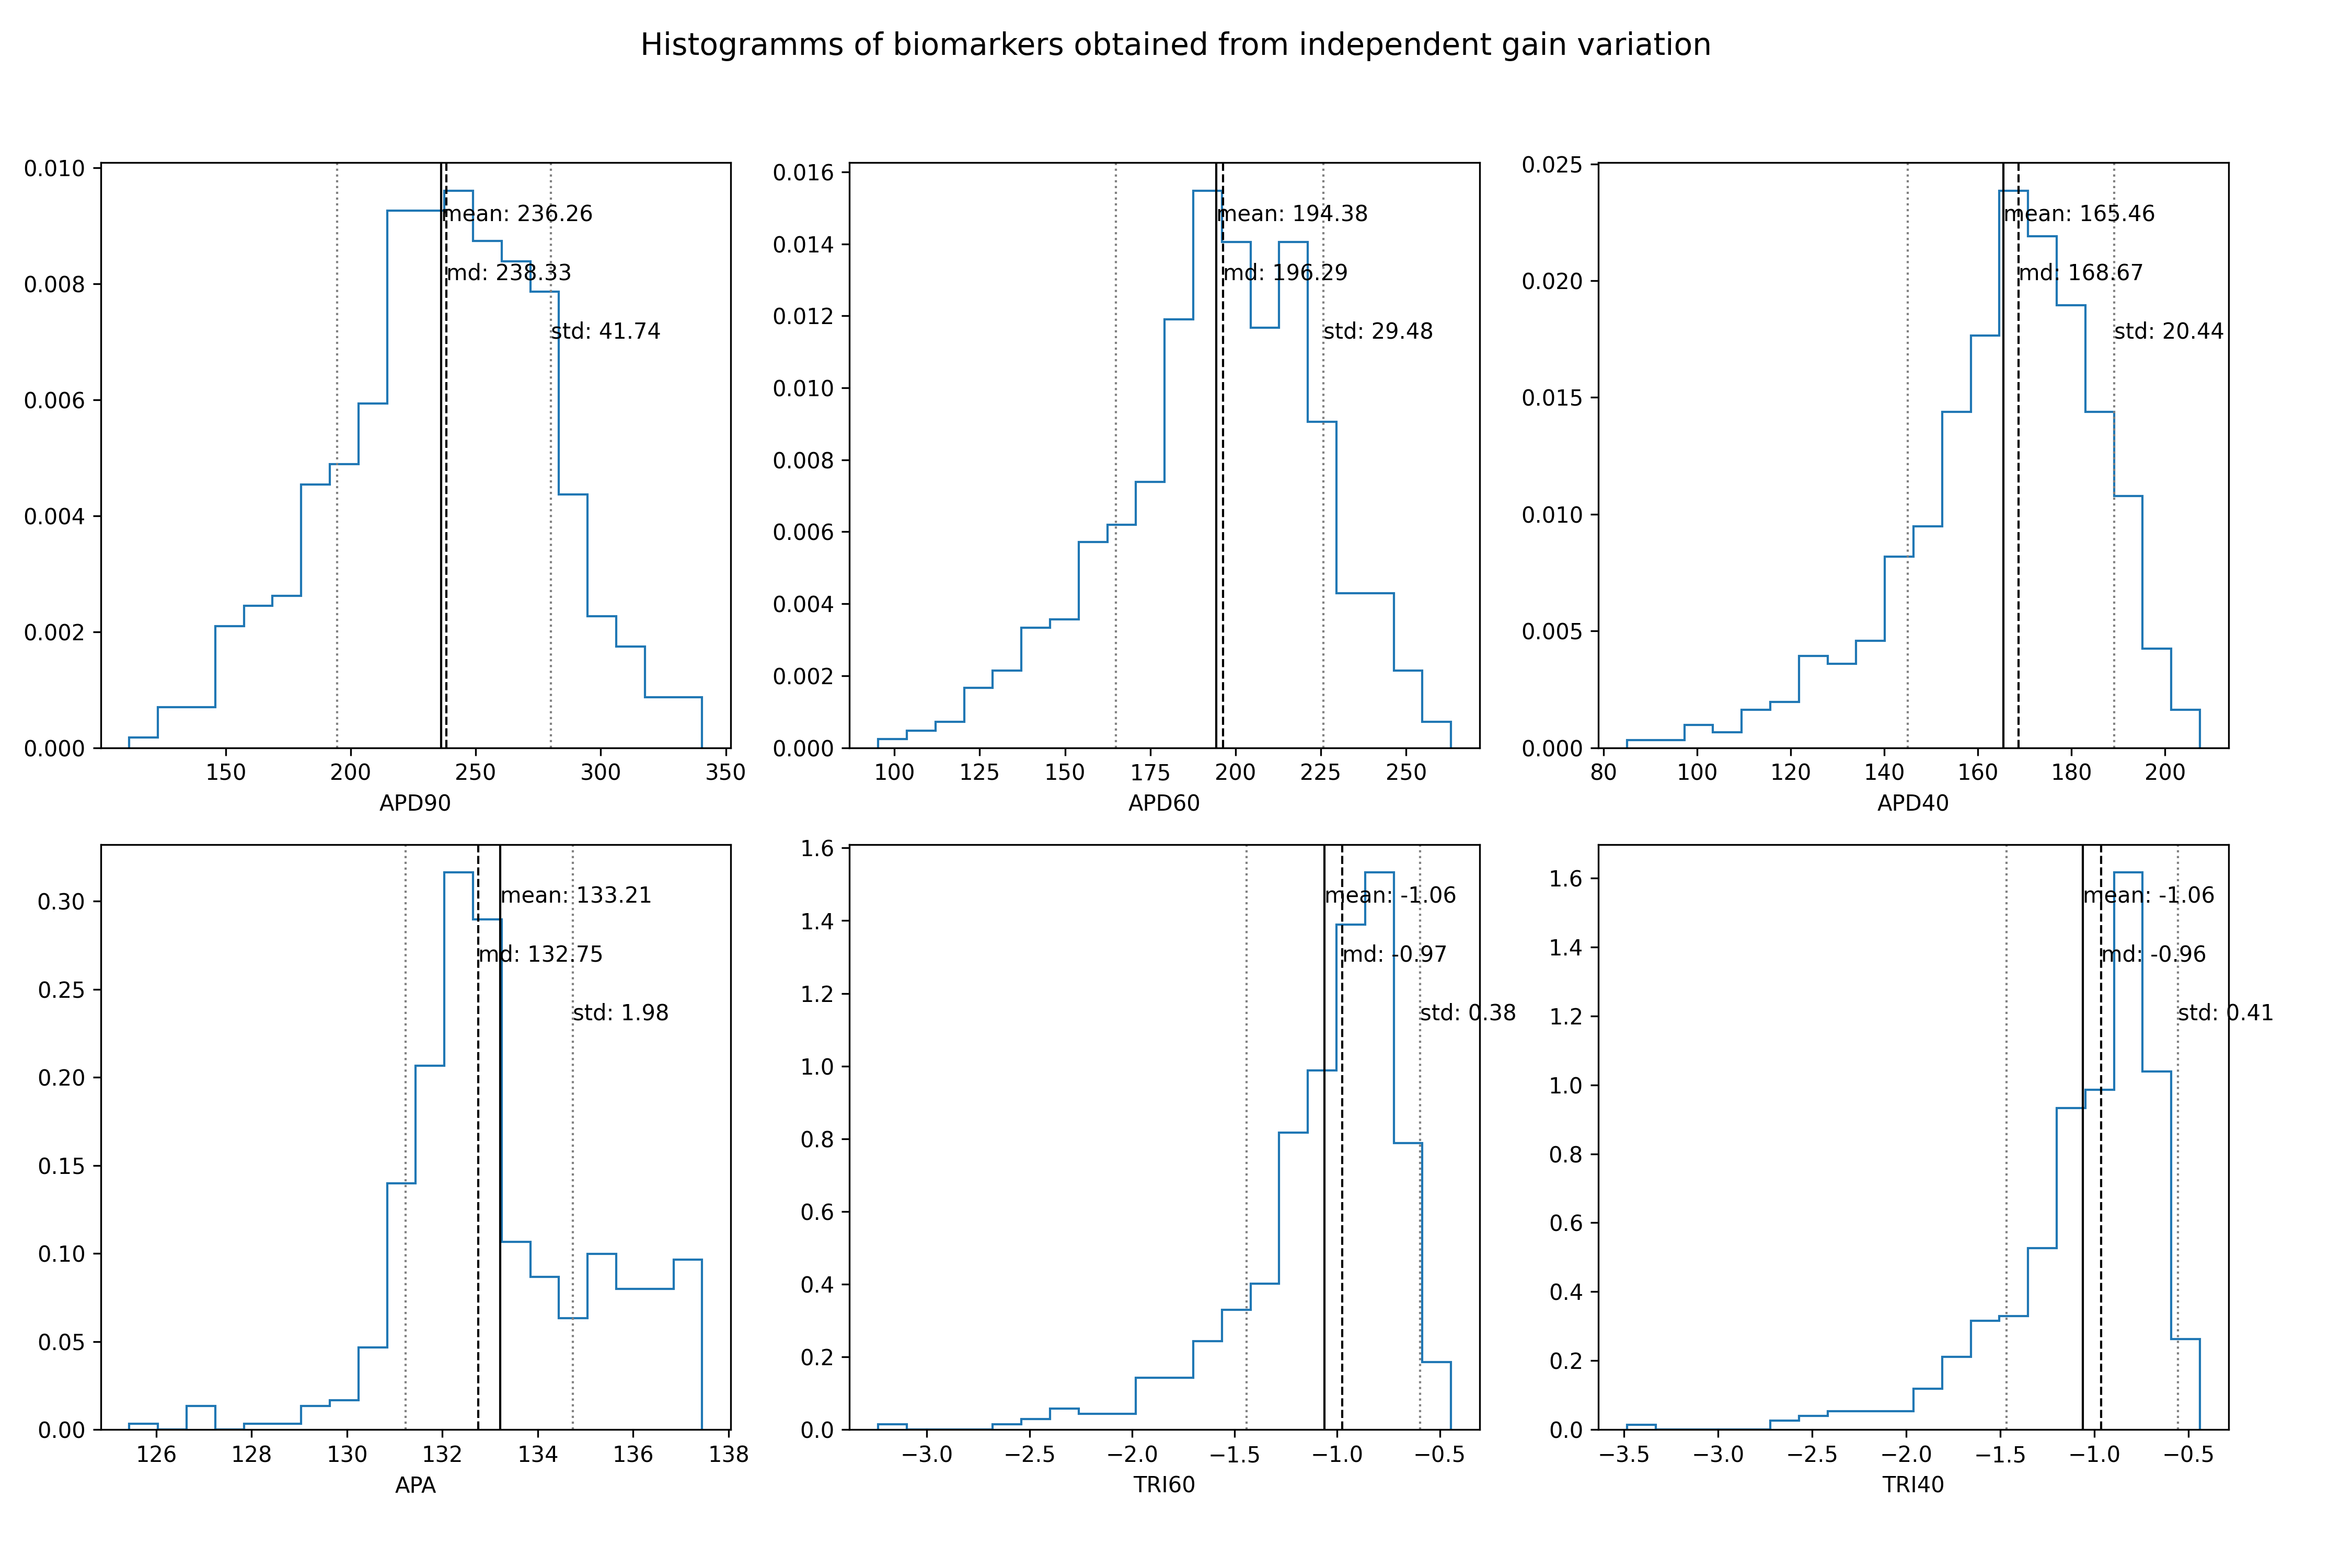 Histogramms of biomarkers obtained from independent gain variation
0.010
0.008
0.006
0.004
0.002
0.000
mean: 236.26
md: 238.33
std: 41.74
150 200 250 300 350
APD90
0.016
0.014
0.012
0.010
0.008
0.006
0.004
0.002
0.000
mean: 194.38
md: 196.29
std: 29.48
100 125 150 175 200 225 250
APD60
0.025
0.020
0.015
0.010
0.005
0.000
mean: 165.46
md: 168.67
std: 20.44
80 100 120 140 160 180 200
APD40
0.30
0.25
0.20
0.15
0.10
0.05
0.00
mean: 133.21
md: 132.75
std: 1.98
126 128 130 132 134 136 138
APA
1.6
1.4
1.2
1.0
0.8
0.6
0.4
0.2
0.0
mean: -1.06
md: -0.97
std: 0.38
−3.0 −2.5 −2.0 −1.5 −1.0 −0.5
TRI60
1.6
1.4
1.2
1.0
0.8
0.6
0.4
0.2
0.0
mean: -1.06
md: -0.96
std: 0.41
−3.5 −3.0 −2.5 −2.0 −1.5 −1.0 −0.5
TRI40